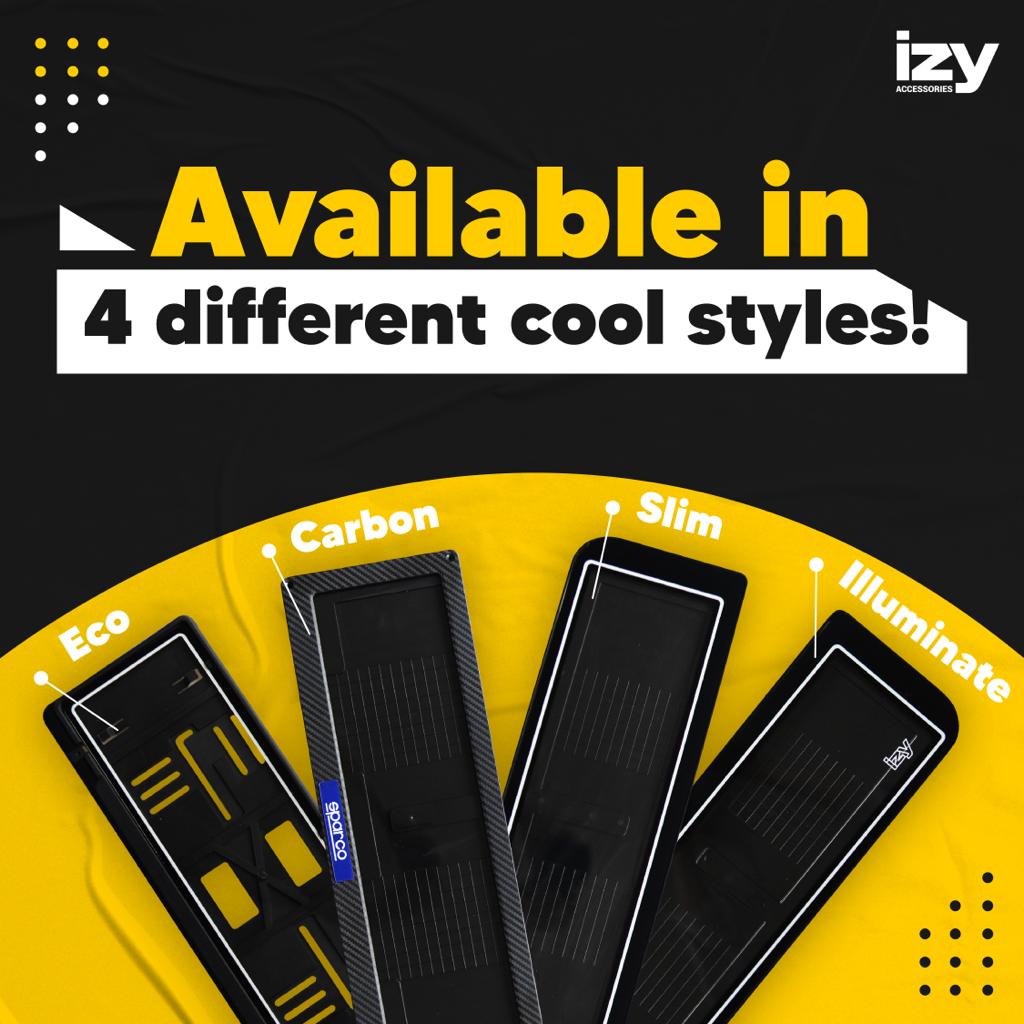 izy
ACCESSORIES
Available in
4 different cool styles!
Eco
Carbon
Slim
Illuminate
sparco
izy